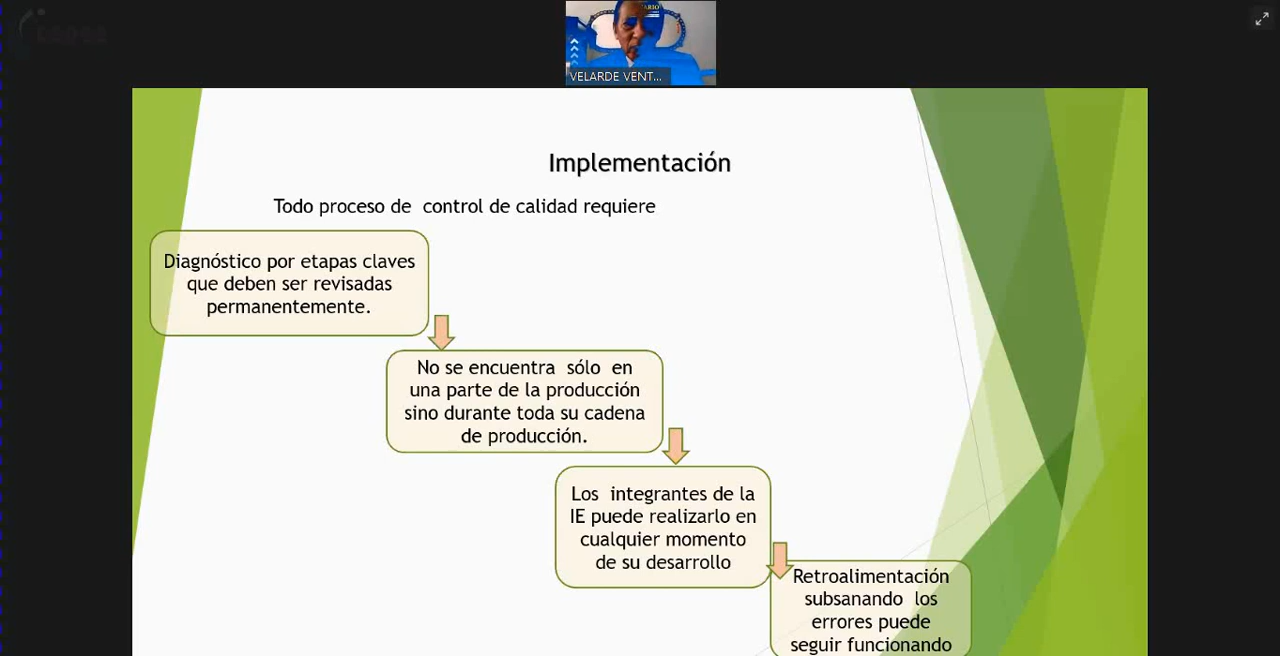 VELARDE VENT...
Implementación
Todo proceso de control de calidad requiere
Diagnóstico por etapas claves
que deben ser revisadas
permanentemente.
No se encuentra sólo en
una parte de la producción
sino durante toda su cadena
de producción.
Los integrantes de la
IE puede realizarlo en
cualquier momento
de su desarrollo
Retroalimentación
subsanando los
errores puede
seguir funcionando